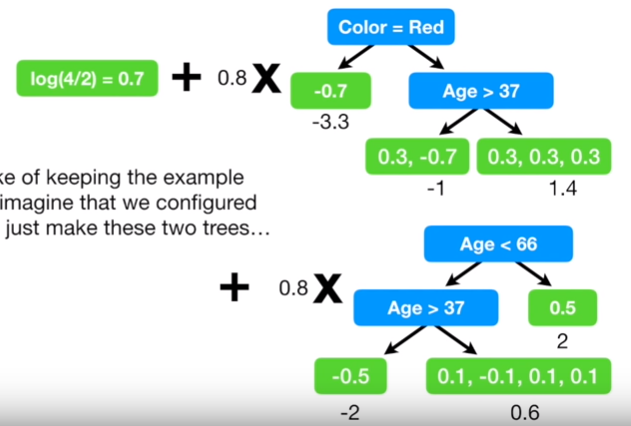 Color = Red
log(4/2) = 0.7 + 0.8 X -0.7 Age > 37
-3.3
0.3, -0.7 0.3, 0.3, 0.3
-1 1.4
ke of keeping the example
imagine that we configured
just make these two trees…
Age < 66
+ 0.8 X Age > 37 0.5
2
-0.5 0.1, -0.1, 0.1, 0.1
-2 0.6